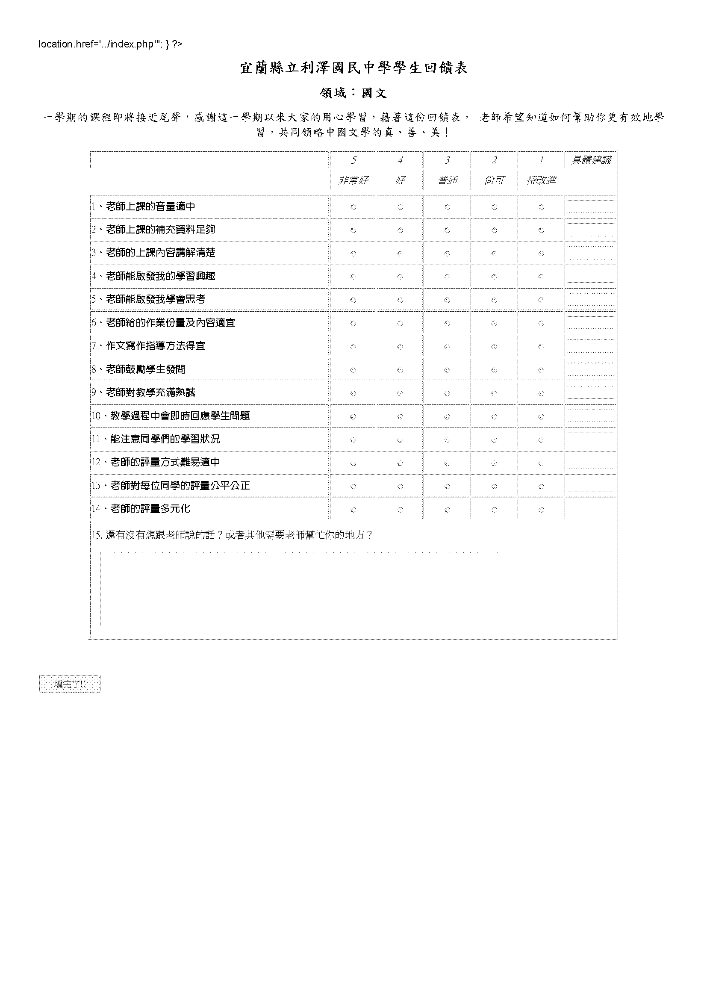 location.href='../index.php'"; } ?>
宜蘭縣立利澤國民中學學生回饋表
領域：國文
一學期的課程即將接近尾聲，感謝這一學期以來大家的用心學習，藉著這份回饋表， 老師希望知道如何幫助你更有效地學
習，共同領略中國文學的真、善、美！
5 4 3 2 1 具體建議
非常好 好 普通 尚可 待改進
1、老師上課的音量適中
2、老師上課的補充資料足夠
3、老師的上課內容講解清楚
4、老師能啟發我的學習興趣
5、老師能啟發我學會思考
6、老師給的作業份量及內容適宜
7、作文寫作指導方法得宜
8、老師鼓勵學生發問
9、老師對教學充滿熱誠
10、教學過程中會即時回應學生問題
11、能注意同學們的學習狀況
12、老師的評量方式難易適中
13、老師對每位同學的評量公平公正
14、老師的評量多元化
15. 還有沒有想跟老師說的話？或者其他需要老師幫忙你的地方？
填完了!!